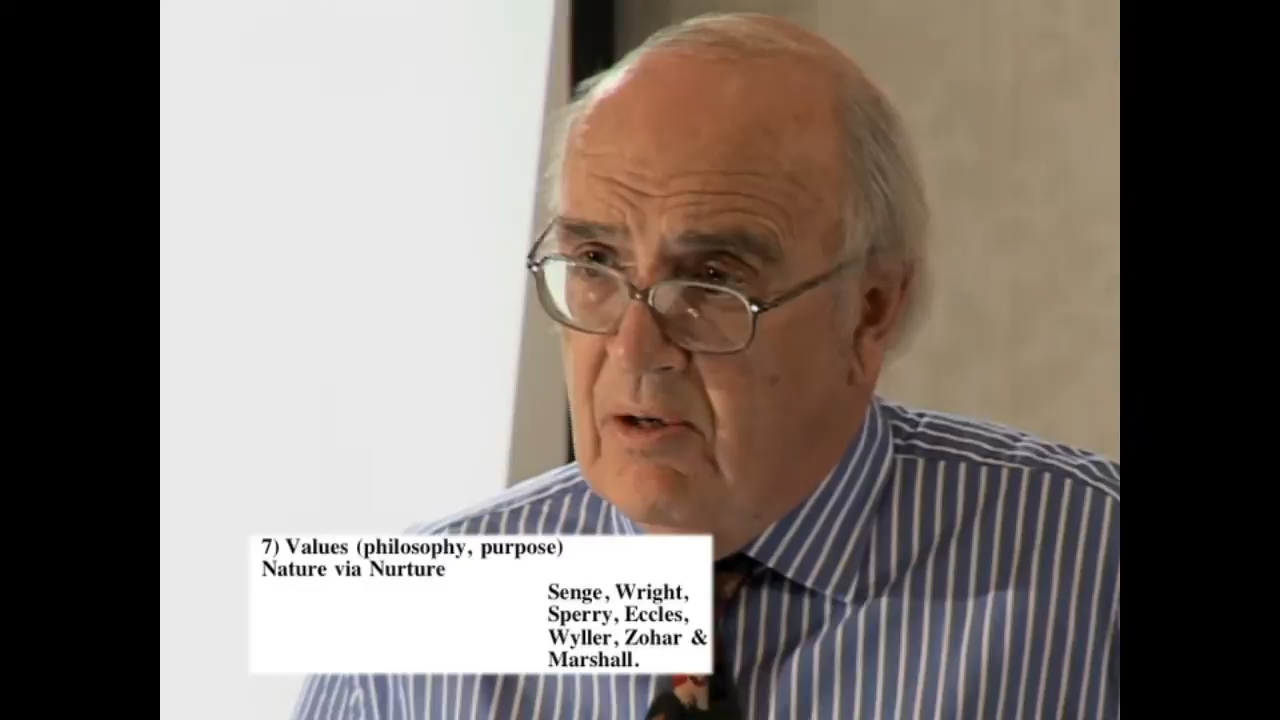 7) Values (philosophy, purpose)
Nature via Nurture
Senge, Wright,
Sperry, Eccles,
Wyller, Zohar &
Marshall.